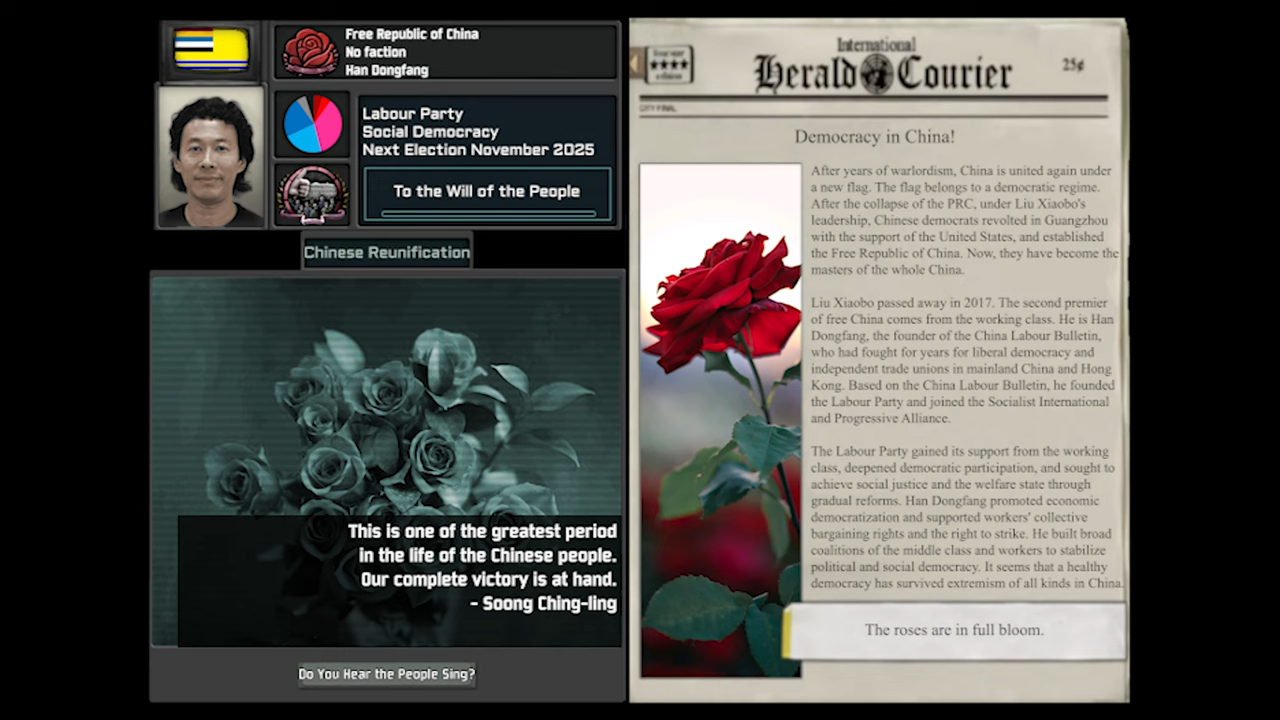 Free Republic of China
No faction
Han Dongfang
Labour Party
Social Democracy
Next Election November 2025
To the Will of the People
Chinese Reunification
This is one of the greatest period
in the life of the Chinese people.
Our complete victory is at hand.
- Soong Ching-ling
Do You Hear the People Sing?
International
Herald Courier
25¢
CITY FINAL
Democracy in China!
After years of warlordism, China is united again under
a new flag. The flag belongs to a democratic regime.
After the collapse of the PRC, under Liu Xiaobo's
leadership, Chinese democrats revolted in Guangzhou
with the support of the United States, and established
the Free Republic of China. Now, they have become the
masters of the whole China.
Liu Xiaobo passed away in 2017. The second premier
of free China comes from the working class. He is Han
Dongfang, the founder of the China Labour Bulletin,
who had fought for years for liberal democracy and
independent trade unions in mainland China and Hong
Kong. Based on the China Labour Bulletin, he founded
the Labour Party and joined the Socialist International
and Progressive Alliance.
The Labour Party gained its support from the working
class, deepened democratic participation, and sought to
achieve social justice and the welfare state through
gradual reforms. Han Dongfang promoted economic
democratization and supported workers' collective
bargaining rights and the right to strike. He built broad
coalitions of the middle class and workers to stabilize
political and social democracy. It seems that a healthy
democracy has survived extremism of all kinds in China.
The roses are in full bloom.